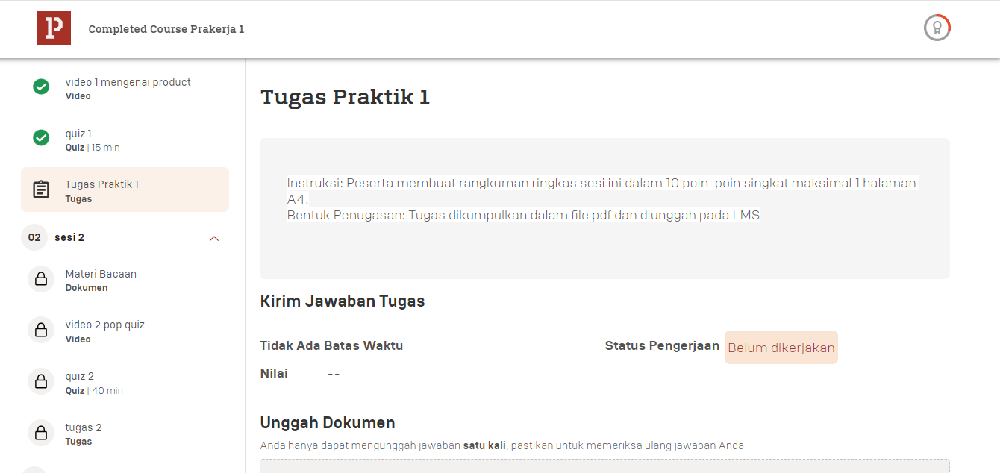 P
Completed Course Prakerja 1
video 1 mengenai product
Video
quiz 1
Quiz | 15 min
Tugas Praktik 1
Tugas
02 sesi 2
Materi Bacaan
Dokumen
video 2 pop quiz
Video
quiz 2
Quiz | 40 min
tugas 2
Tugas
Tugas Praktik 1
Instruksi: Peserta membuat rangkuman ringkas sesi ini dalam 10 poin-poin singkat maksimal 1 halaman
A4.
Bentuk Penugasan: Tugas dikumpulkan dalam file pdf dan diunggah pada LMS
Kirim Jawaban Tugas
Tidak Ada Batas Waktu
Status Pengerjaan Belum dikerjakan
Nilai --
Unggah Dokumen
Anda hanya dapat mengunggah jawaban satu kali, pastikan untuk memeriksa ulang jawaban Anda